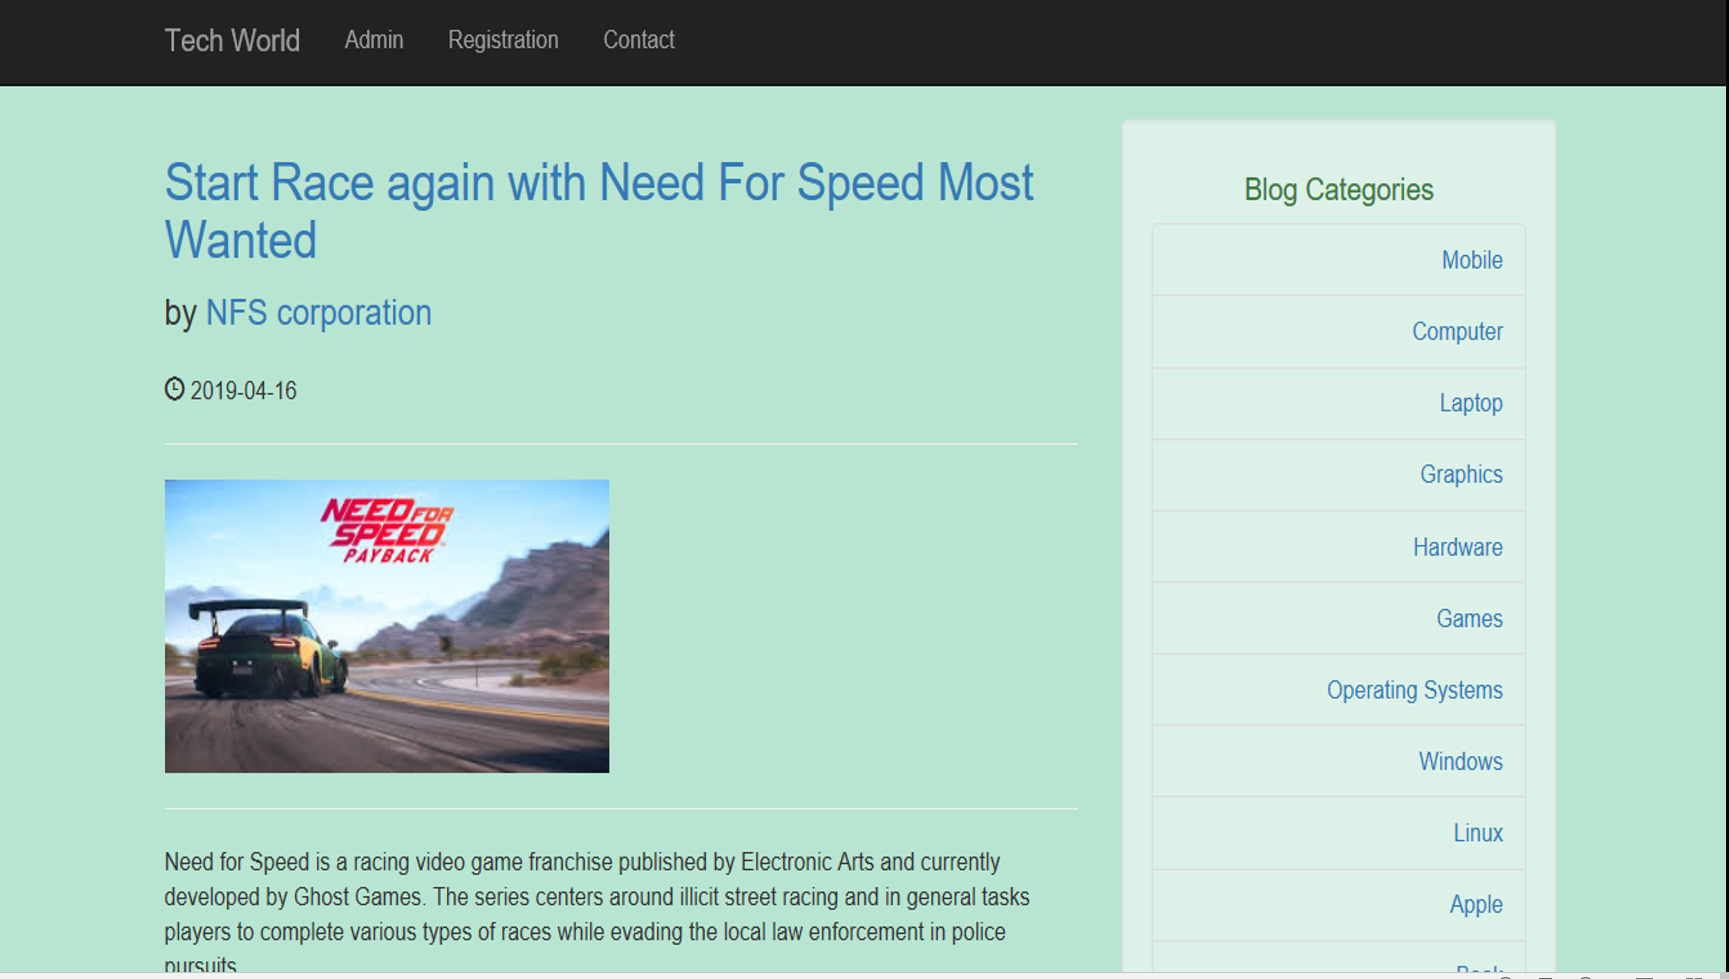 Tech World Admin Registration Contact
Start Race again with Need For Speed Most
Wanted
by NFS corporation
2019-04-16
NEED FOR
SPEED
PAYBACK
Need for Speed is a racing video game franchise published by Electronic Arts and currently
developed by Ghost Games. The series centers around illicit street racing and in general tasks
players to complete various types of races while evading the local law enforcement in police
pursuits
Blog Categories
Mobile
Computer
Laptop
Graphics
Hardware
Games
Operating Systems
Windows
Linux
Apple